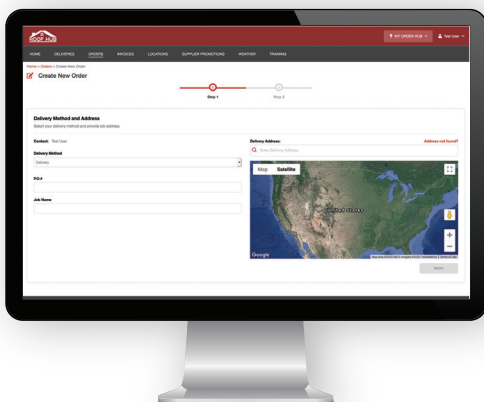 ROOF HUB
MY ORDER HUB
Test User
HOME DELIVERIES ORDERS INVOICES LOCATIONS SUPPLIER PROMOTIONS WEATHER TRAINING
Home > Orders > Create New Order
Create New Order
Step 1 Step 2
Delivery Method and Address
Select your delivery method and provide job address.
Contact: Test User
Delivery Method
Delivery
P.O.#
Job Name
Delivery Address: Address not found?
Enter Delivery Address
Map Satellite
United States
Google
NEXT